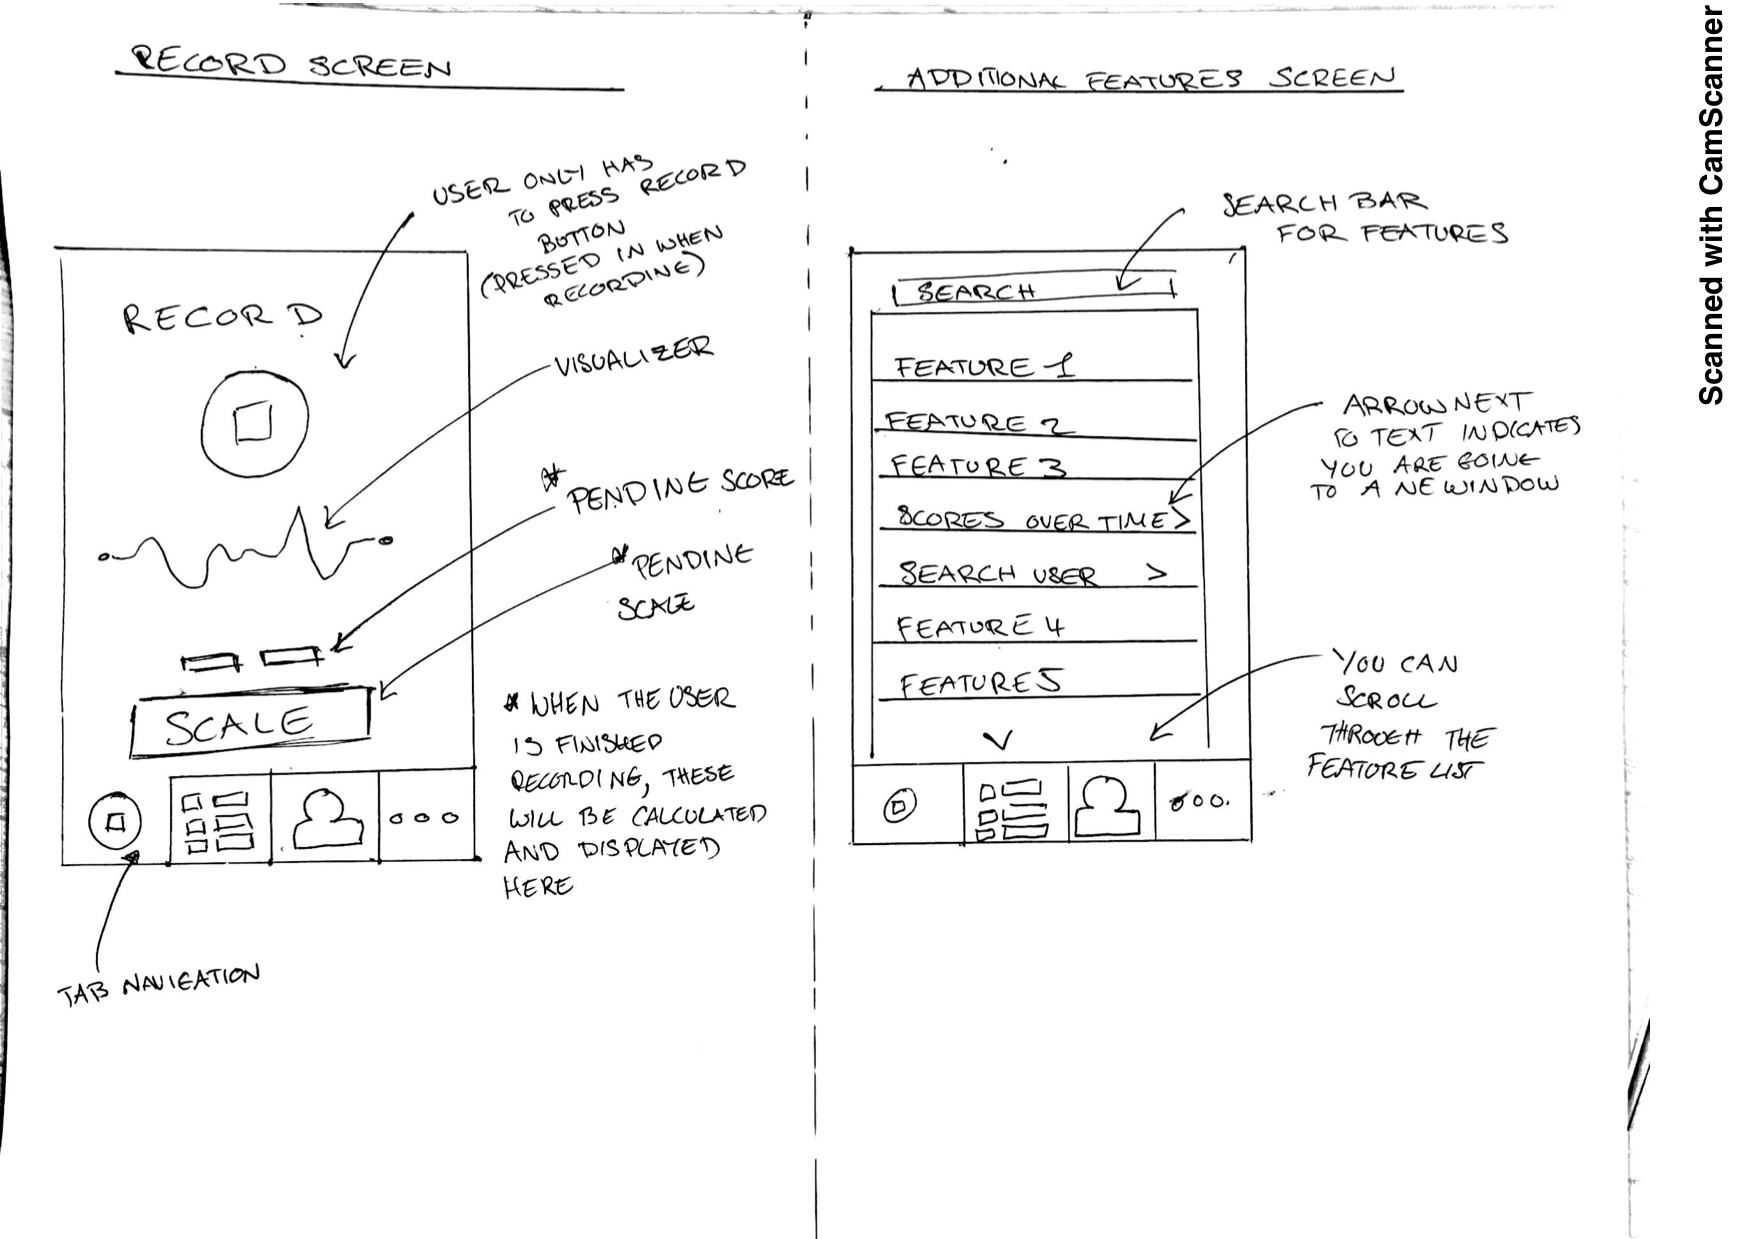 RECORD SCREEN
USER ONLY HAS
TO PRESS RECORD
BUTTON
(PRESSED IN WHEN
RECORDING)
RECORD
VISUALIZER
* PENDING SCORE
* PENDING
SCALE
SCALE
* WHEN THE USER
IS FINISHED
RECORDING, THESE
WILL BE CALCULATED
AND DISPLAYED
HERE
TAB NAVIGATION
ADDITIONAL FEATURES SCREEN
SEARCH BAR
FOR FEATURES
SEARCH
FEATURE 1
FEATURE 2
FEATURE 3
SCORES OVER TIME >
SEARCH USER >
FEATURE 4
FEATURE 5
ARROW NEXT
TO TEXT INDICATES
YOU ARE GOING
TO A NEWINDOW
YOU CAN
SCROLL
THROUGH THE
FEATURE LIST
Scanned with CamScanner